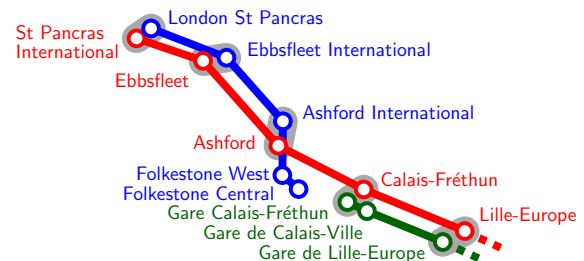 London St Pancras
St Pancras
International
Ebbsfleet International
Ebbsfleet
Ashford International
Ashford
Folkestone West
Folkestone Central
Calais-Fréthun
Gare Calais-Fréthun
Lille-Europe
Gare de Calais-Ville
Gare de Lille-Europe